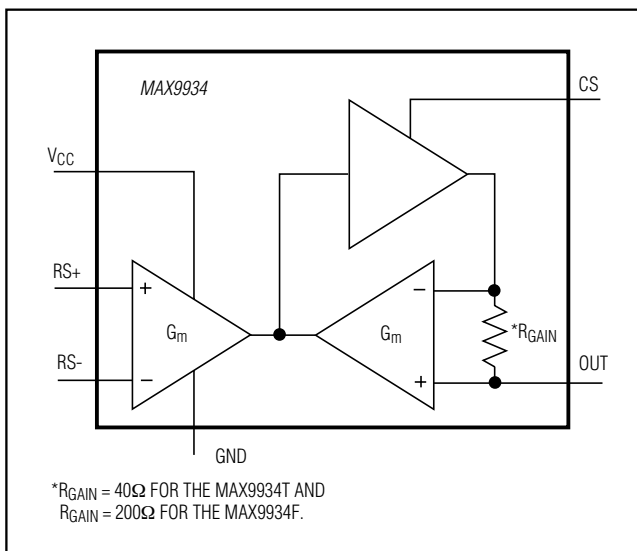 MAX9934
CS
VCC
RS+
+
Gm
RS-
−
−
Gm
+
*RGAIN
OUT
GND
*RGAIN = 40Ω FOR THE MAX9934T AND
RGAIN = 200Ω FOR THE MAX9934F.